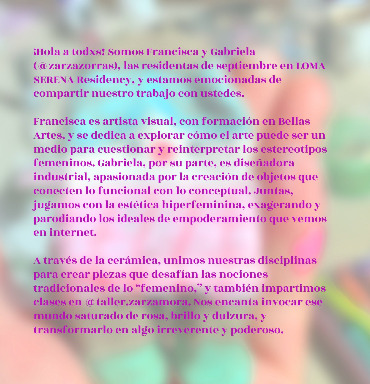 ¡Hola a todxs! Somos Francisca y Gabriela
(@zarzazorras), las residentas de septiembre en LOMA
SERENA Residency, y estamos emocionadas de
compartir nuestro trabajo con ustedes.
Francisca es artista visual, con formación en Bellas
Artes, y se dedica a explorar cómo el arte puede ser un
medio para cuestionar y reinterpretar los estereotipos
femeninos. Gabriela, por su parte, es diseñadora
industrial, apasionada por la creación de objetos que
conecten lo funcional con lo conceptual. Juntas,
jugamos con la estética hiperfeminina, exagerando y
parodiando los ideales de empoderamiento que vemos
en internet.
A través de la cerámica, unimos nuestras disciplinas
para crear piezas que desafían las nociones
tradicionales de lo “femenino,” y también impartimos
clases en @taller.zarzamora. Nos encanta invocar ese
mundo saturado de rosa, brillo y dulzura, y
transformarlo en algo irreverente y poderoso.